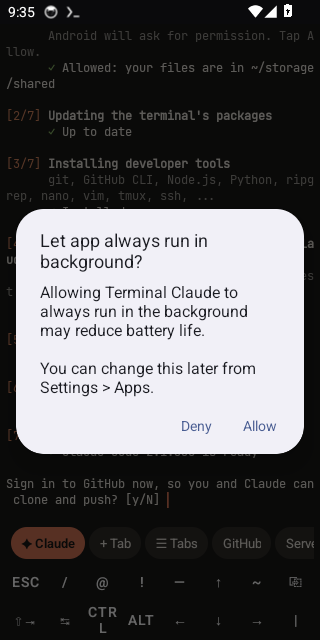 9:35
Android will ask for permission. Tap A
llow.
✓ Allowed: your files are in ~/storage
/shared
[2/7] Updating the terminal's packages
✓ Up to date
[3/7] Installing developer tools
git, GitHub CLI, Node.js, Python, ripg
rep, nano, vim, tmux, ssh, ...
Let app always run in
background?
Allowing Terminal Claude to
always run in the background
may reduce battery life.
You can change this later from
Settings > Apps.
Deny Allow
Sign in to GitHub now, so you and Claude can
clone and push? [y/N]
Claude + Tab ☰ Tabs GitHub Serve
ESC / @ ! — ↑ ~
CTR
L ALT ← ↓ → |